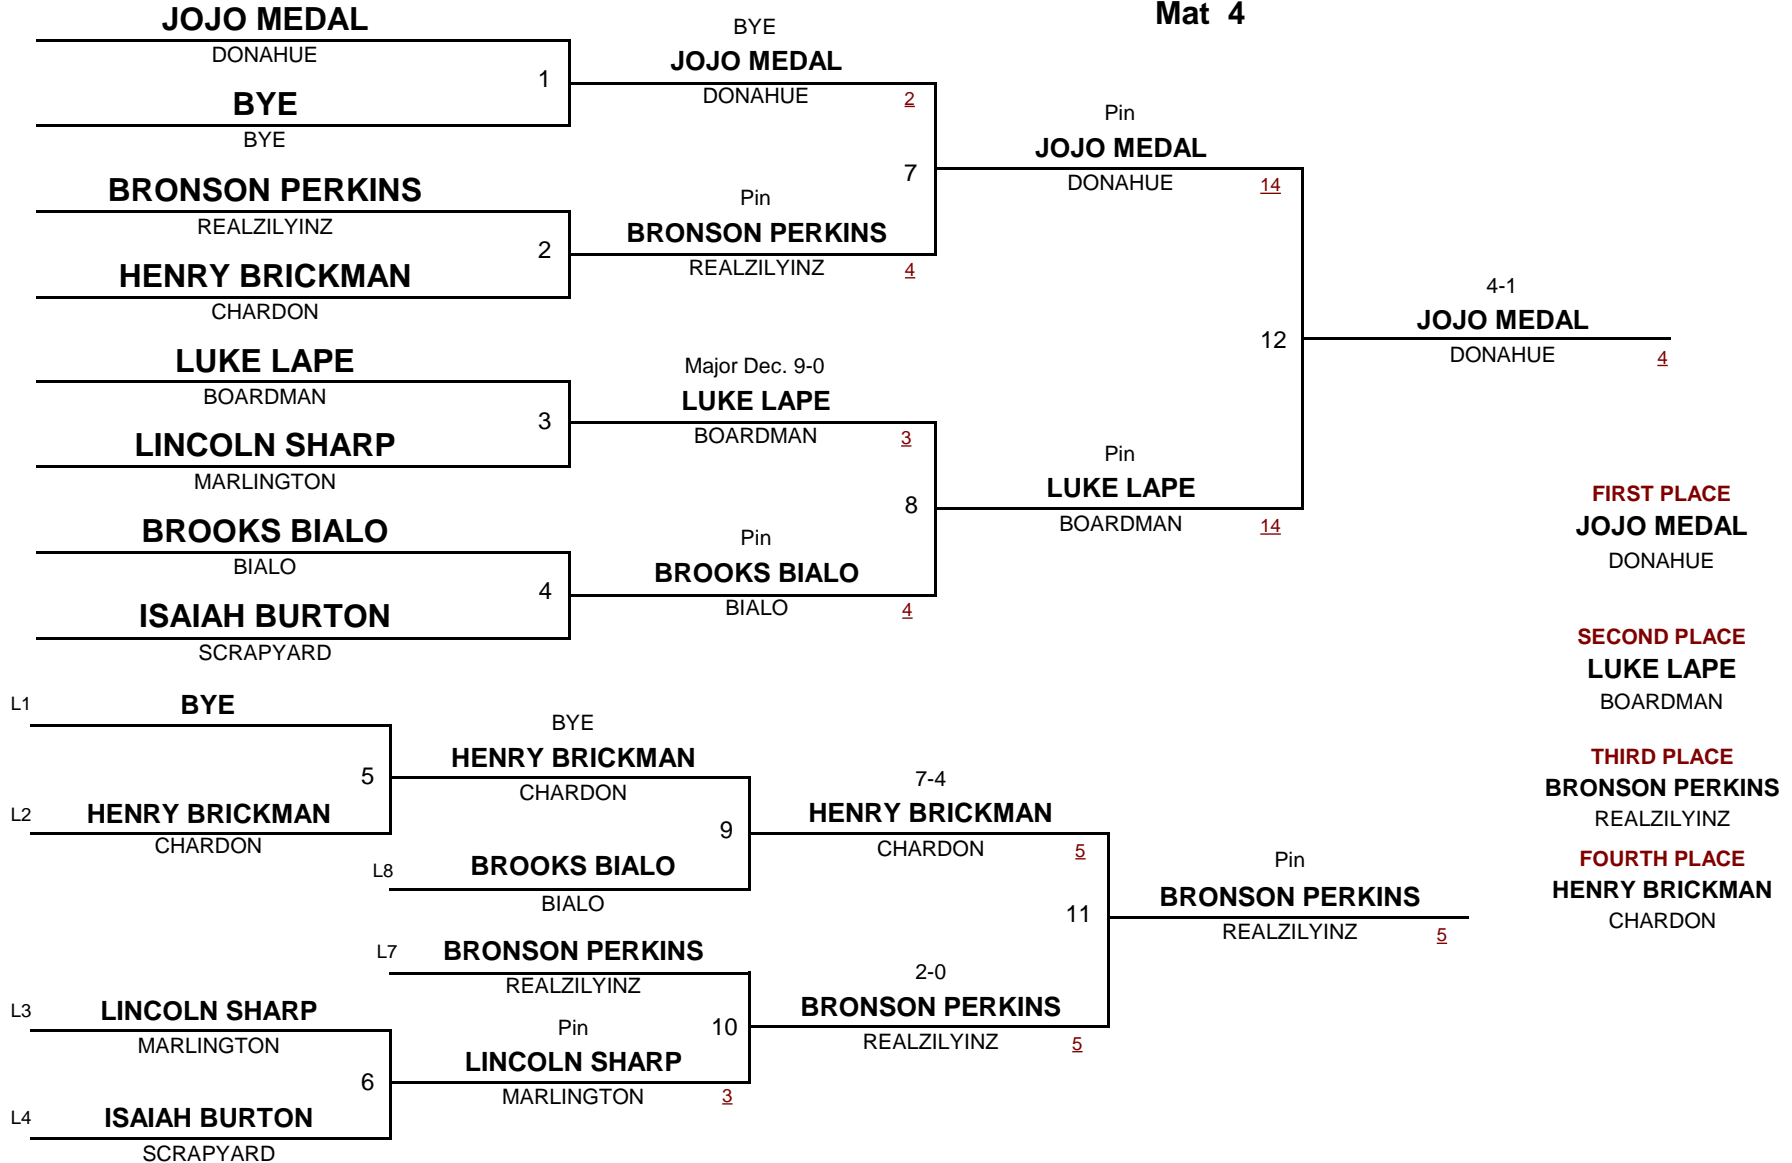 Mat 4
JOJO MEDAL
DONAHUE
1
BYE
BYE
BRONSON PERKINS
REALZILYINZ
2
HENRY BRICKMAN
CHARDON
LUKE LAPE
BOARDMAN
3
LINCOLN SHARP
MARLINGTON
BROOKS BIALO
BIALO
4
ISAIAH BURTON
SCRAPYARD
BYE
JOJO MEDAL
DONAHUE 2
7
Pin
BRONSON PERKINS
REALZILYINZ 4
Major Dec. 9-0
LUKE LAPE
BOARDMAN 3
8
Pin
BROOKS BIALO
BIALO 4
Pin
JOJO MEDAL
DONAHUE 14
12
Pin
LUKE LAPE
BOARDMAN 14
4-1
JOJO MEDAL
DONAHUE 4
FIRST PLACE
JOJO MEDAL
DONAHUE
SECOND PLACE
LUKE LAPE
BOARDMAN
THIRD PLACE
BRONSON PERKINS
REALZILYINZ
FOURTH PLACE
HENRY BRICKMAN
CHARDON
L1 BYE
5
L2 HENRY BRICKMAN
CHARDON
L3 LINCOLN SHARP
MARLINGTON
6
L4 ISAIAH BURTON
SCRAPYARD
BYE
HENRY BRICKMAN
CHARDON
9
L8 BROOKS BIALO
BIALO
L7 BRONSON PERKINS
REALZILYINZ
Pin 10
LINCOLN SHARP
MARLINGTON 3
7-4
HENRY BRICKMAN
CHARDON 5
11
2-0
BRONSON PERKINS
REALZILYINZ 5
Pin
BRONSON PERKINS
REALZILYINZ 5